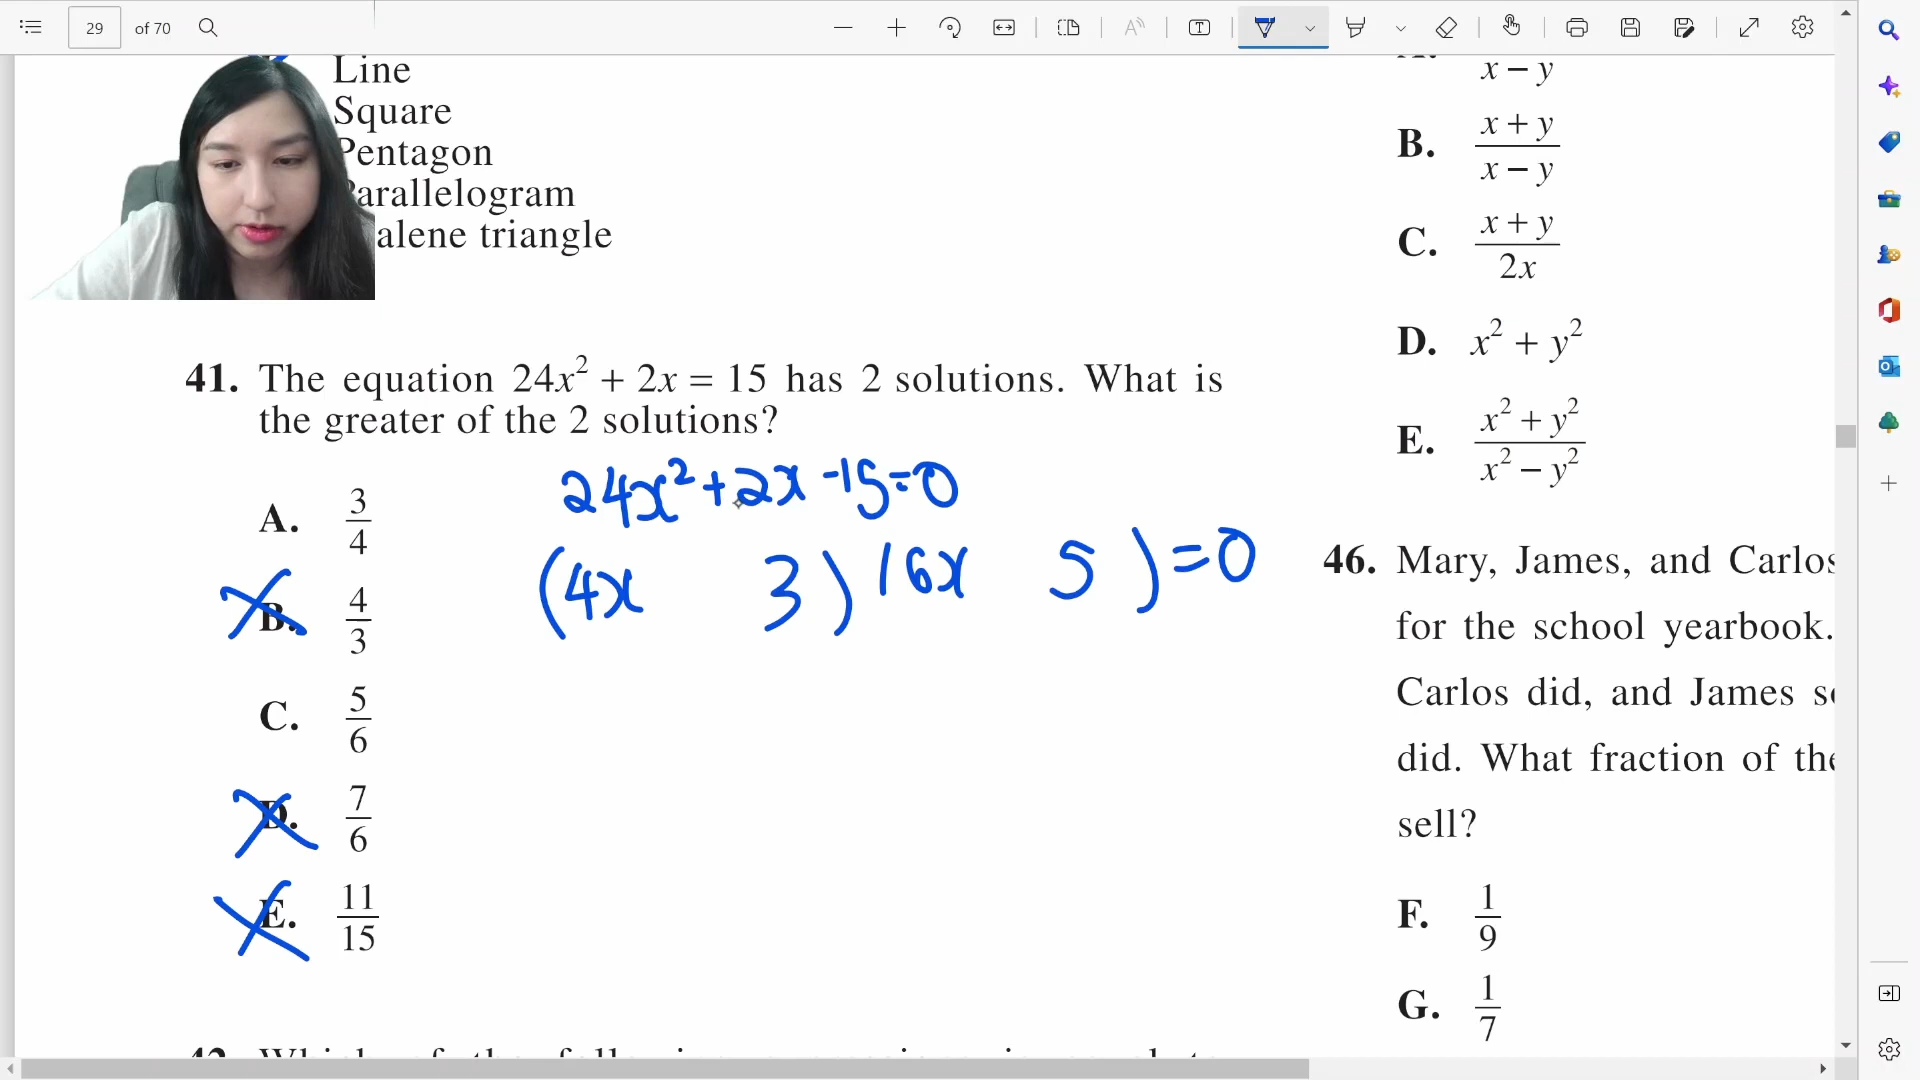 29 of 70
Line
Square
Pentagon
Parallelogram
alene triangle
41. The equation 24x² + 2x = 15 has 2 solutions. What is
the greater of the 2 solutions?
24x²+2x-15=0
(4x 3)(6x 5)=0
A. 3/4
B. 4/3
C. 5/6
D. 7/6
E. 11/15
x − y
B. x + y / x − y
C. x + y / 2x
D. x² + y²
E. x² + y² / x² − y²
46. Mary, James, and Carlos
for the school yearbook.
Carlos did, and James s
did. What fraction of the
sell?
F. 1/9
G. 1/7